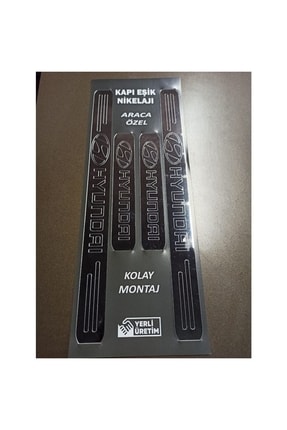 KAPI EŞİK
NİKELAJI
ARACA
ÖZEL
HYUNDAI
HYUNDAI
HYUNDAI
HYUNDAI
KOLAY
MONTAJ
YERLİ
ÜRETİM